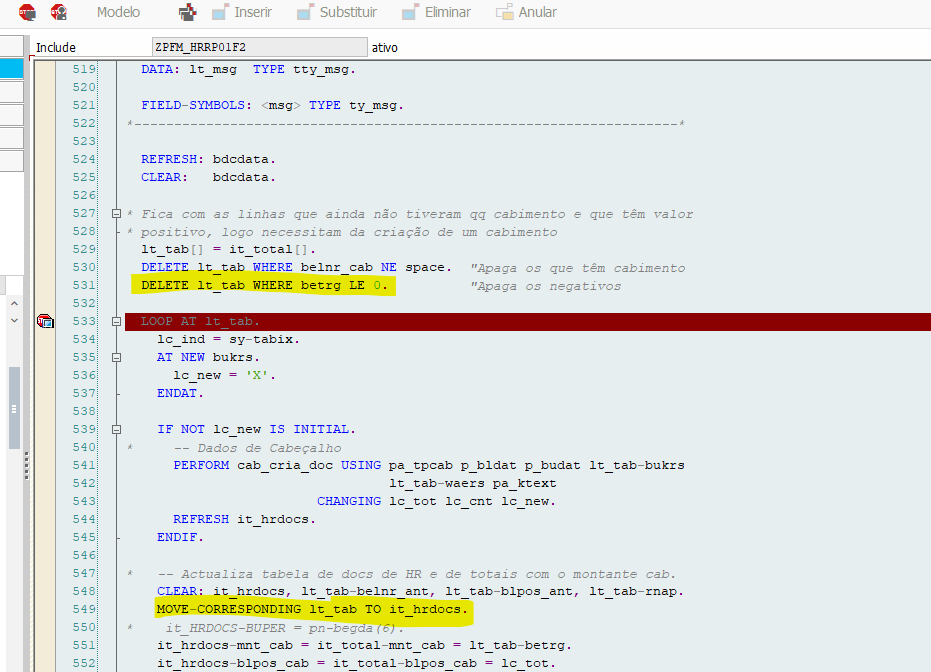 Modelo Inserir Substituir Eliminar Anular
Include ZPFM_HRRP01F2 ativo
519 DATA: lt_msg  TYPE tty_msg.
520
521 FIELD-SYMBOLS: <msg> TYPE ty_msg.
522 *--------------------------------------------------------------------*
523
524 REFRESH: bdcdata.
525 CLEAR:   bdcdata.
526
527 * Fica com as linhas que ainda não tiveram qq cabimento e que têm valor
528 * positivo, logo necessitam da criação de um cabimento
529 lt_tab[] = it_total[].
530 DELETE lt_tab WHERE belnr_cab NE space.  "Apaga os que têm cabimento
531 DELETE lt_tab WHERE betrg LE 0.          "Apaga os negativos
532
533 LOOP AT lt_tab.
534 lc_ind = sy-tabix.
535 AT NEW bukrs.
536 lc_new = 'X'.
537 ENDAT.
538
539 IF NOT lc_new IS INITIAL.
540 *     -- Dados de Cabeçalho
541 PERFORM cab_cria_doc USING pa_tpcab p_bldat p_budat lt_tab-bukrs
542 lt_tab-waers pa_ktext
543 CHANGING lc_tot lc_cnt lc_new.
544 REFRESH it_hrdocs.
545 ENDIF.
546
547 *   -- Actualiza tabela de docs de HR e de totais com o montante cab.
548 CLEAR: it_hrdocs, lt_tab-belnr_ant, lt_tab-blpos_ant, lt_tab-rnap.
549 MOVE-CORRESPONDING lt_tab TO it_hrdocs.
550 *    it_HRDOCS-BUPER = pn-begda(6).
551 it_hrdocs-mnt_cab = it_total-mnt_cab = lt_tab-betrg.
552 it_hrdocs-blpos_cab = it_total-blpos_cab = lc_tot.